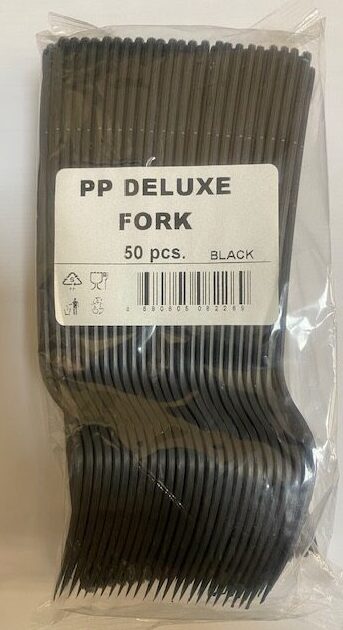 PP DELUXE
FORK
50 pcs. BLACK